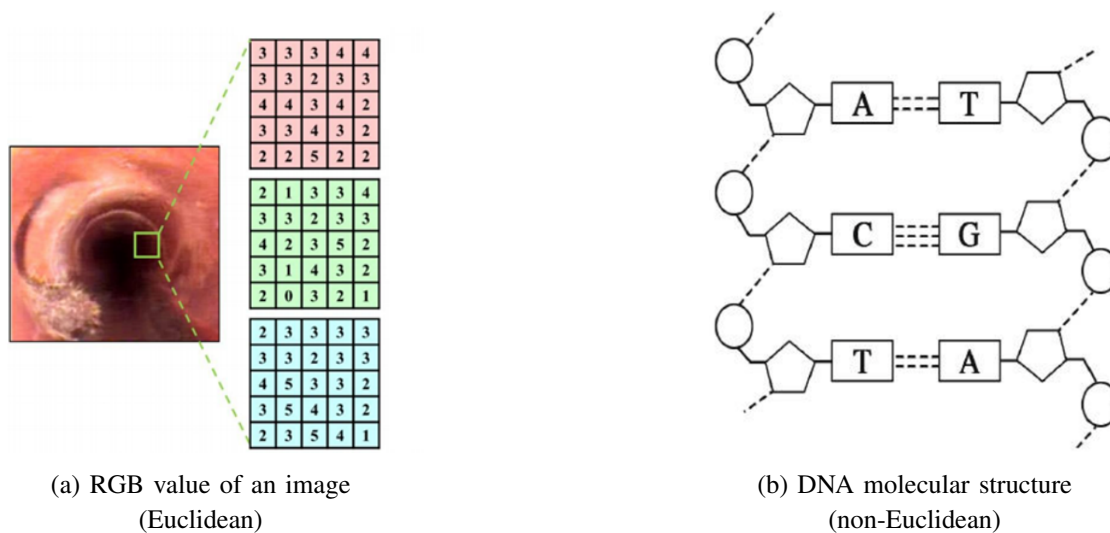 3 3 3 4 4
3 3 2 3 3
4 4 3 4 2
3 3 4 3 2
2 2 5 2 2
2 1 3 3 4
3 3 2 3 3
4 2 3 5 2
3 1 4 3 2
2 0 3 2 1
2 3 3 3 3
3 3 2 3 3
4 5 3 3 2
3 5 4 3 2
2 3 5 4 1
(a) RGB value of an image
(Euclidean)
A T
C G
T A
(b) DNA molecular structure
(non-Euclidean)